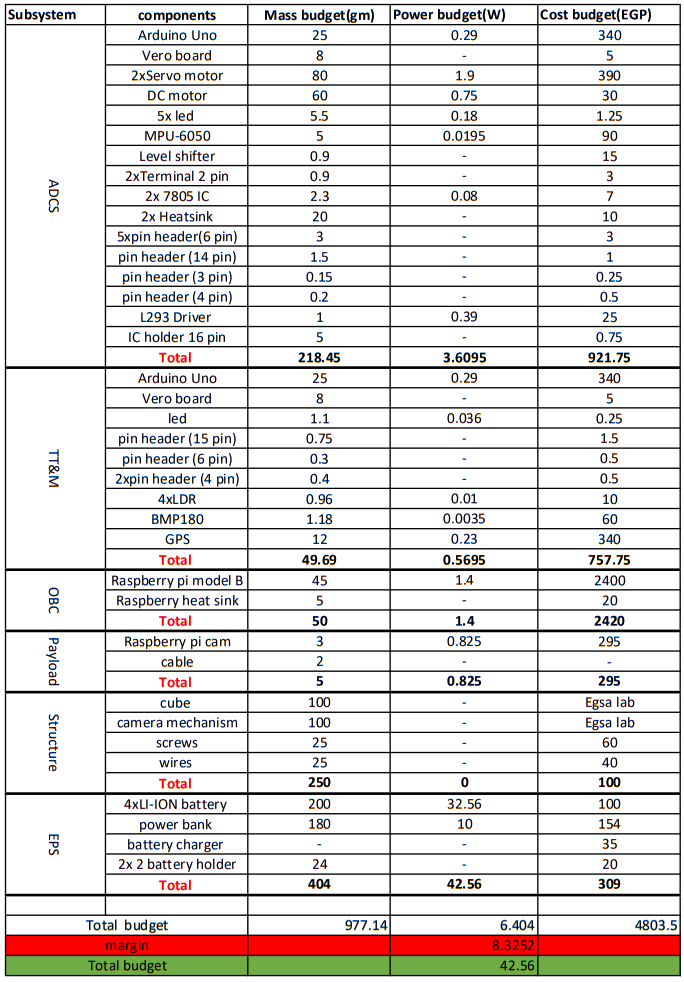 Subsystem components Mass budget(gm) Power budget(W) Cost budget(EGP)
ADCS
Arduino Uno 25 0.29 340
Vero board 8 - 5
2xServo motor 80 1.9 390
DC motor 60 0.75 30
5x led 5.5 0.18 1.25
MPU-6050 5 0.0195 90
Level shifter 0.9 - 15
2xTerminal 2 pin 0.9 - 3
2x 7805 IC 2.3 0.08 7
2x Heatsink 20 - 10
5xpin header(6 pin) 3 - 3
pin header (14 pin) 1.5 - 1
pin header (3 pin) 0.15 - 0.25
pin header (4 pin) 0.2 - 0.5
L293 Driver 1 0.39 25
IC holder 16 pin 5 - 0.75
Total 218.45 3.6095 921.75
TT&M
Arduino Uno 25 0.29 340
Vero board 8 - 5
led 1.1 0.036 0.25
pin header (15 pin) 0.75 - 1.5
pin header (6 pin) 0.3 - 0.5
2xpin header (4 pin) 0.4 - 0.5
4xLDR 0.96 0.01 10
BMP180 1.18 0.0035 60
GPS 12 0.23 340
Total 49.69 0.5695 757.75
OBC
Raspberry pi model B 45 1.4 2400
Raspberry heat sink 5 - 20
Total 50 1.4 2420
Payload
Raspberry pi cam 3 0.825 295
cable 2 - -
Total 5 0.825 295
Structure
cube 100 - Egsa lab
camera mechanism 100 - Egsa lab
screws 25 - 60
wires 25 - 40
Total 250 0 100
EPS
4xLI-ION battery 200 32.56 100
power bank 180 10 154
battery charger - - 35
2x 2 battery holder 24 - 20
Total 404 42.56 309
Total budget 977.14 6.404 4803.5
margin 8.3252
Total budget 42.56